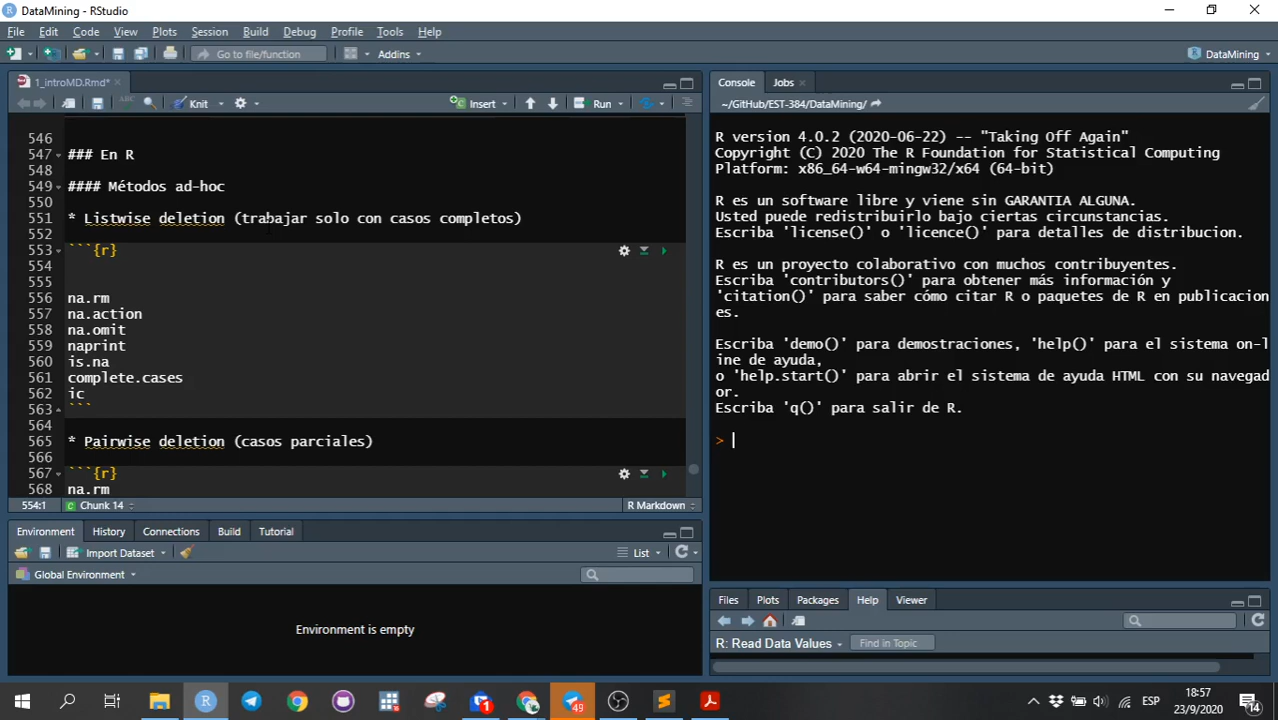 DataMining - RStudio
File Edit Code View Plots Session Build Debug Profile Tools Help
Go to file/function Addins DataMining
1_introMD.Rmd*
ABC Knit Insert Run
546
547 ### En R
548
549 #### Métodos ad-hoc
550
551 * Listwise deletion (trabajar solo con casos completos)
552
553 ```{r}
554
555
556 na.rm
557 na.action
558 na.omit
559 naprint
560 is.na
561 complete.cases
562 ic
563 ```
564
565 * Pairwise deletion (casos parciales)
566
567 ```{r}
568 na.rm
554:1 Chunk 14 R Markdown
Environment History Connections Build Tutorial
Import Dataset List
Global Environment
Environment is empty
Console Jobs
~/GitHub/EST-384/DataMining/
R version 4.0.2 (2020-06-22) -- "Taking Off Again"
Copyright (C) 2020 The R Foundation for Statistical Computing
Platform: x86_64-w64-mingw32/x64 (64-bit)
R es un software libre y viene sin GARANTIA ALGUNA.
Usted puede redistribuirlo bajo ciertas circunstancias.
Escriba 'license()' o 'licence()' para detalles de distribucion.
R es un proyecto colaborativo con muchos contribuyentes.
Escriba 'contributors()' para obtener más información y
'citation()' para saber cómo citar R o paquetes de R en publicacion
es.
Escriba 'demo()' para demostraciones, 'help()' para el sistema on-l
ine de ayuda,
o 'help.start()' para abrir el sistema de ayuda HTML con su navegad
or.
Escriba 'q()' para salir de R.
>
Files Plots Packages Help Viewer
R: Read Data Values Find in Topic
49
1
ESP
18:57
23/9/2020
14